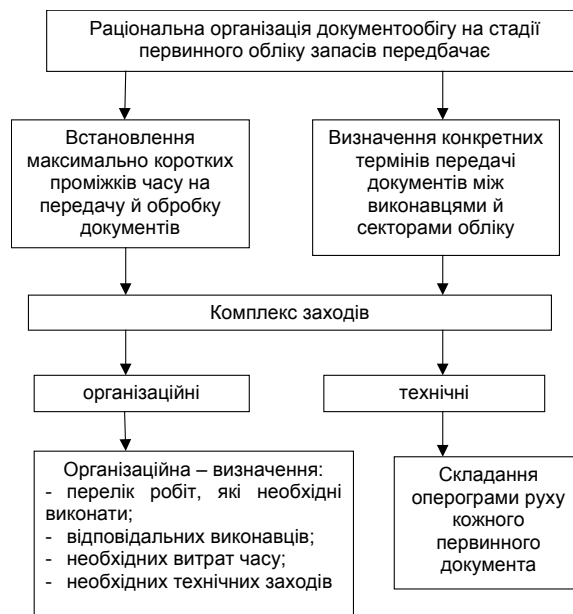 Раціональна організація документообігу на стадії
первинного обліку запасів передбачає
Встановлення
максимально коротких
проміжків часу на
передачу й обробку
документів
Визначення конкретних
термінів передачі
документів між
виконавцями й
секторами обліку
Комплекс заходів
організаційні
технічні
Організаційна – визначення:
- перелік робіт, які необхідні
виконати;
- відповідальних виконавців;
- необхідних витрат часу;
- необхідних технічних заходів
Складання
оперограми руху
кожного
первинного
документа